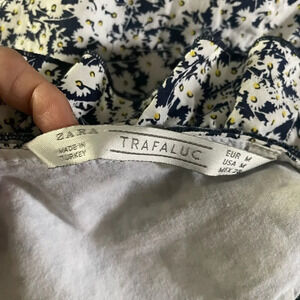 ZARA
MADE IN
TURKEY
TRAFALUC
EUR M
USA M
MEX 28